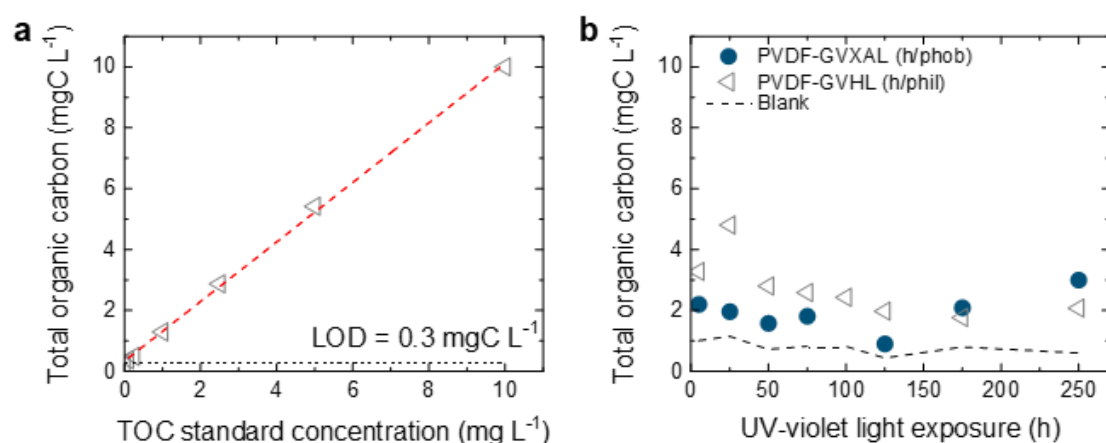 a
Total organic carbon (mgC L⁻¹)
10
8
6
4
2
0
LOD = 0.3 mgC L⁻¹
0 2 4 6 8 10
TOC standard concentration (mg L⁻¹)
b
Total organic carbon (mgC L⁻¹)
10
8
6
4
2
0
PVDF-GVXAL (h/phob)
PVDF-GVHL (h/phil)
Blank
0 50 100 150 200 250
UV-violet light exposure (h)